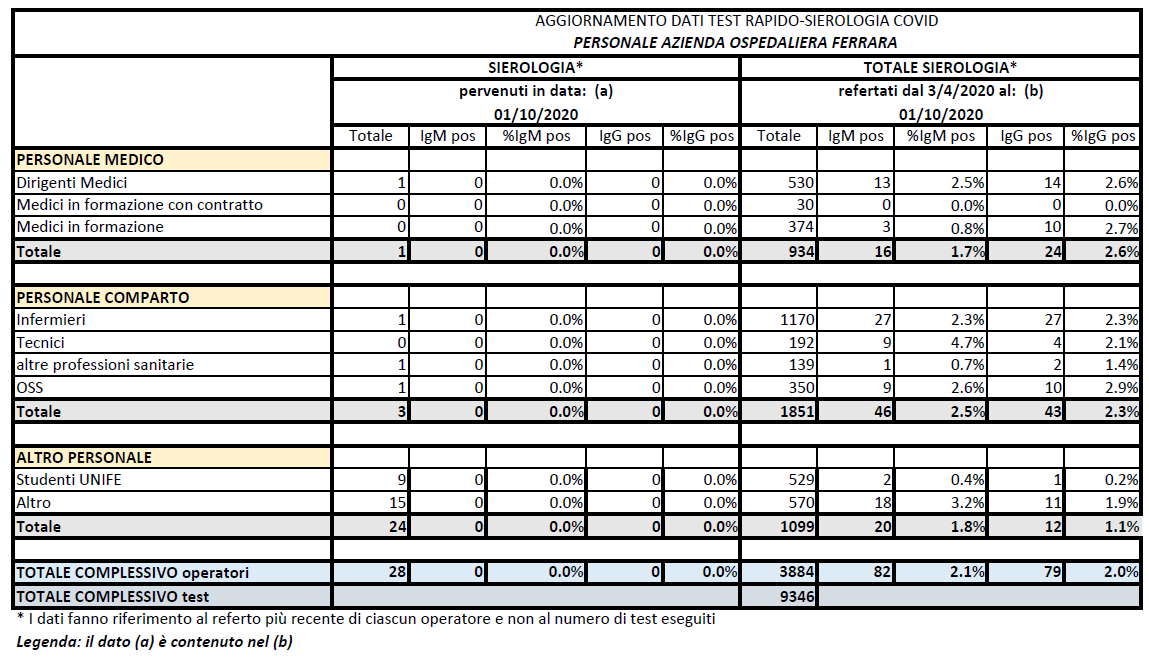 AGGIORNAMENTO DATI TEST RAPIDO-SIEROLOGIA COVID
PERSONALE AZIENDA OSPEDALIERA FERRARA
SIEROLOGIA* TOTALE SIEROLOGIA*
pervenuti in data: (a) refertati dal 3/4/2020 al: (b)
01/10/2020 01/10/2020
Totale IgM pos %IgM pos IgG pos %IgG pos Totale IgM pos %IgM pos IgG pos %IgG pos
PERSONALE MEDICO
Dirigenti Medici 1 0 0.0% 0 0.0% 530 13 2.5% 14 2.6%
Medici in formazione con contratto 0 0 0.0% 0 0.0% 30 0 0.0% 0 0.0%
Medici in formazione 0 0 0.0% 0 0.0% 374 3 0.8% 10 2.7%
Totale 1 0 0.0% 0 0.0% 934 16 1.7% 24 2.6%
PERSONALE COMPARTO
Infermieri 1 0 0.0% 0 0.0% 1170 27 2.3% 27 2.3%
Tecnici 0 0 0.0% 0 0.0% 192 9 4.7% 4 2.1%
altre professioni sanitarie 1 0 0.0% 0 0.0% 139 1 0.7% 2 1.4%
OSS 1 0 0.0% 0 0.0% 350 9 2.6% 10 2.9%
Totale 3 0 0.0% 0 0.0% 1851 46 2.5% 43 2.3%
ALTRO PERSONALE
Studenti UNIFE 9 0 0.0% 0 0.0% 529 2 0.4% 1 0.2%
Altro 15 0 0.0% 0 0.0% 570 18 3.2% 11 1.9%
Totale 24 0 0.0% 0 0.0% 1099 20 1.8% 12 1.1%
TOTALE COMPLESSIVO operatori 28 0 0.0% 0 0.0% 3884 82 2.1% 79 2.0%
TOTALE COMPLESSIVO test 9346
* I dati fanno riferimento al referto più recente di ciascun operatore e non al numero di test eseguiti
Legenda: il dato (a) è contenuto nel (b)